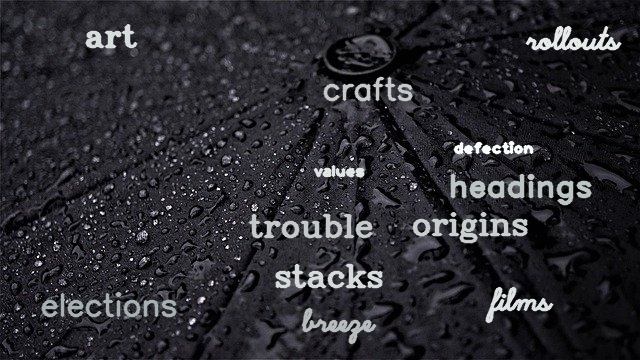 art
rollouts
crafts
defection
values
headings
trouble
origins
stacks
elections
films
breeze